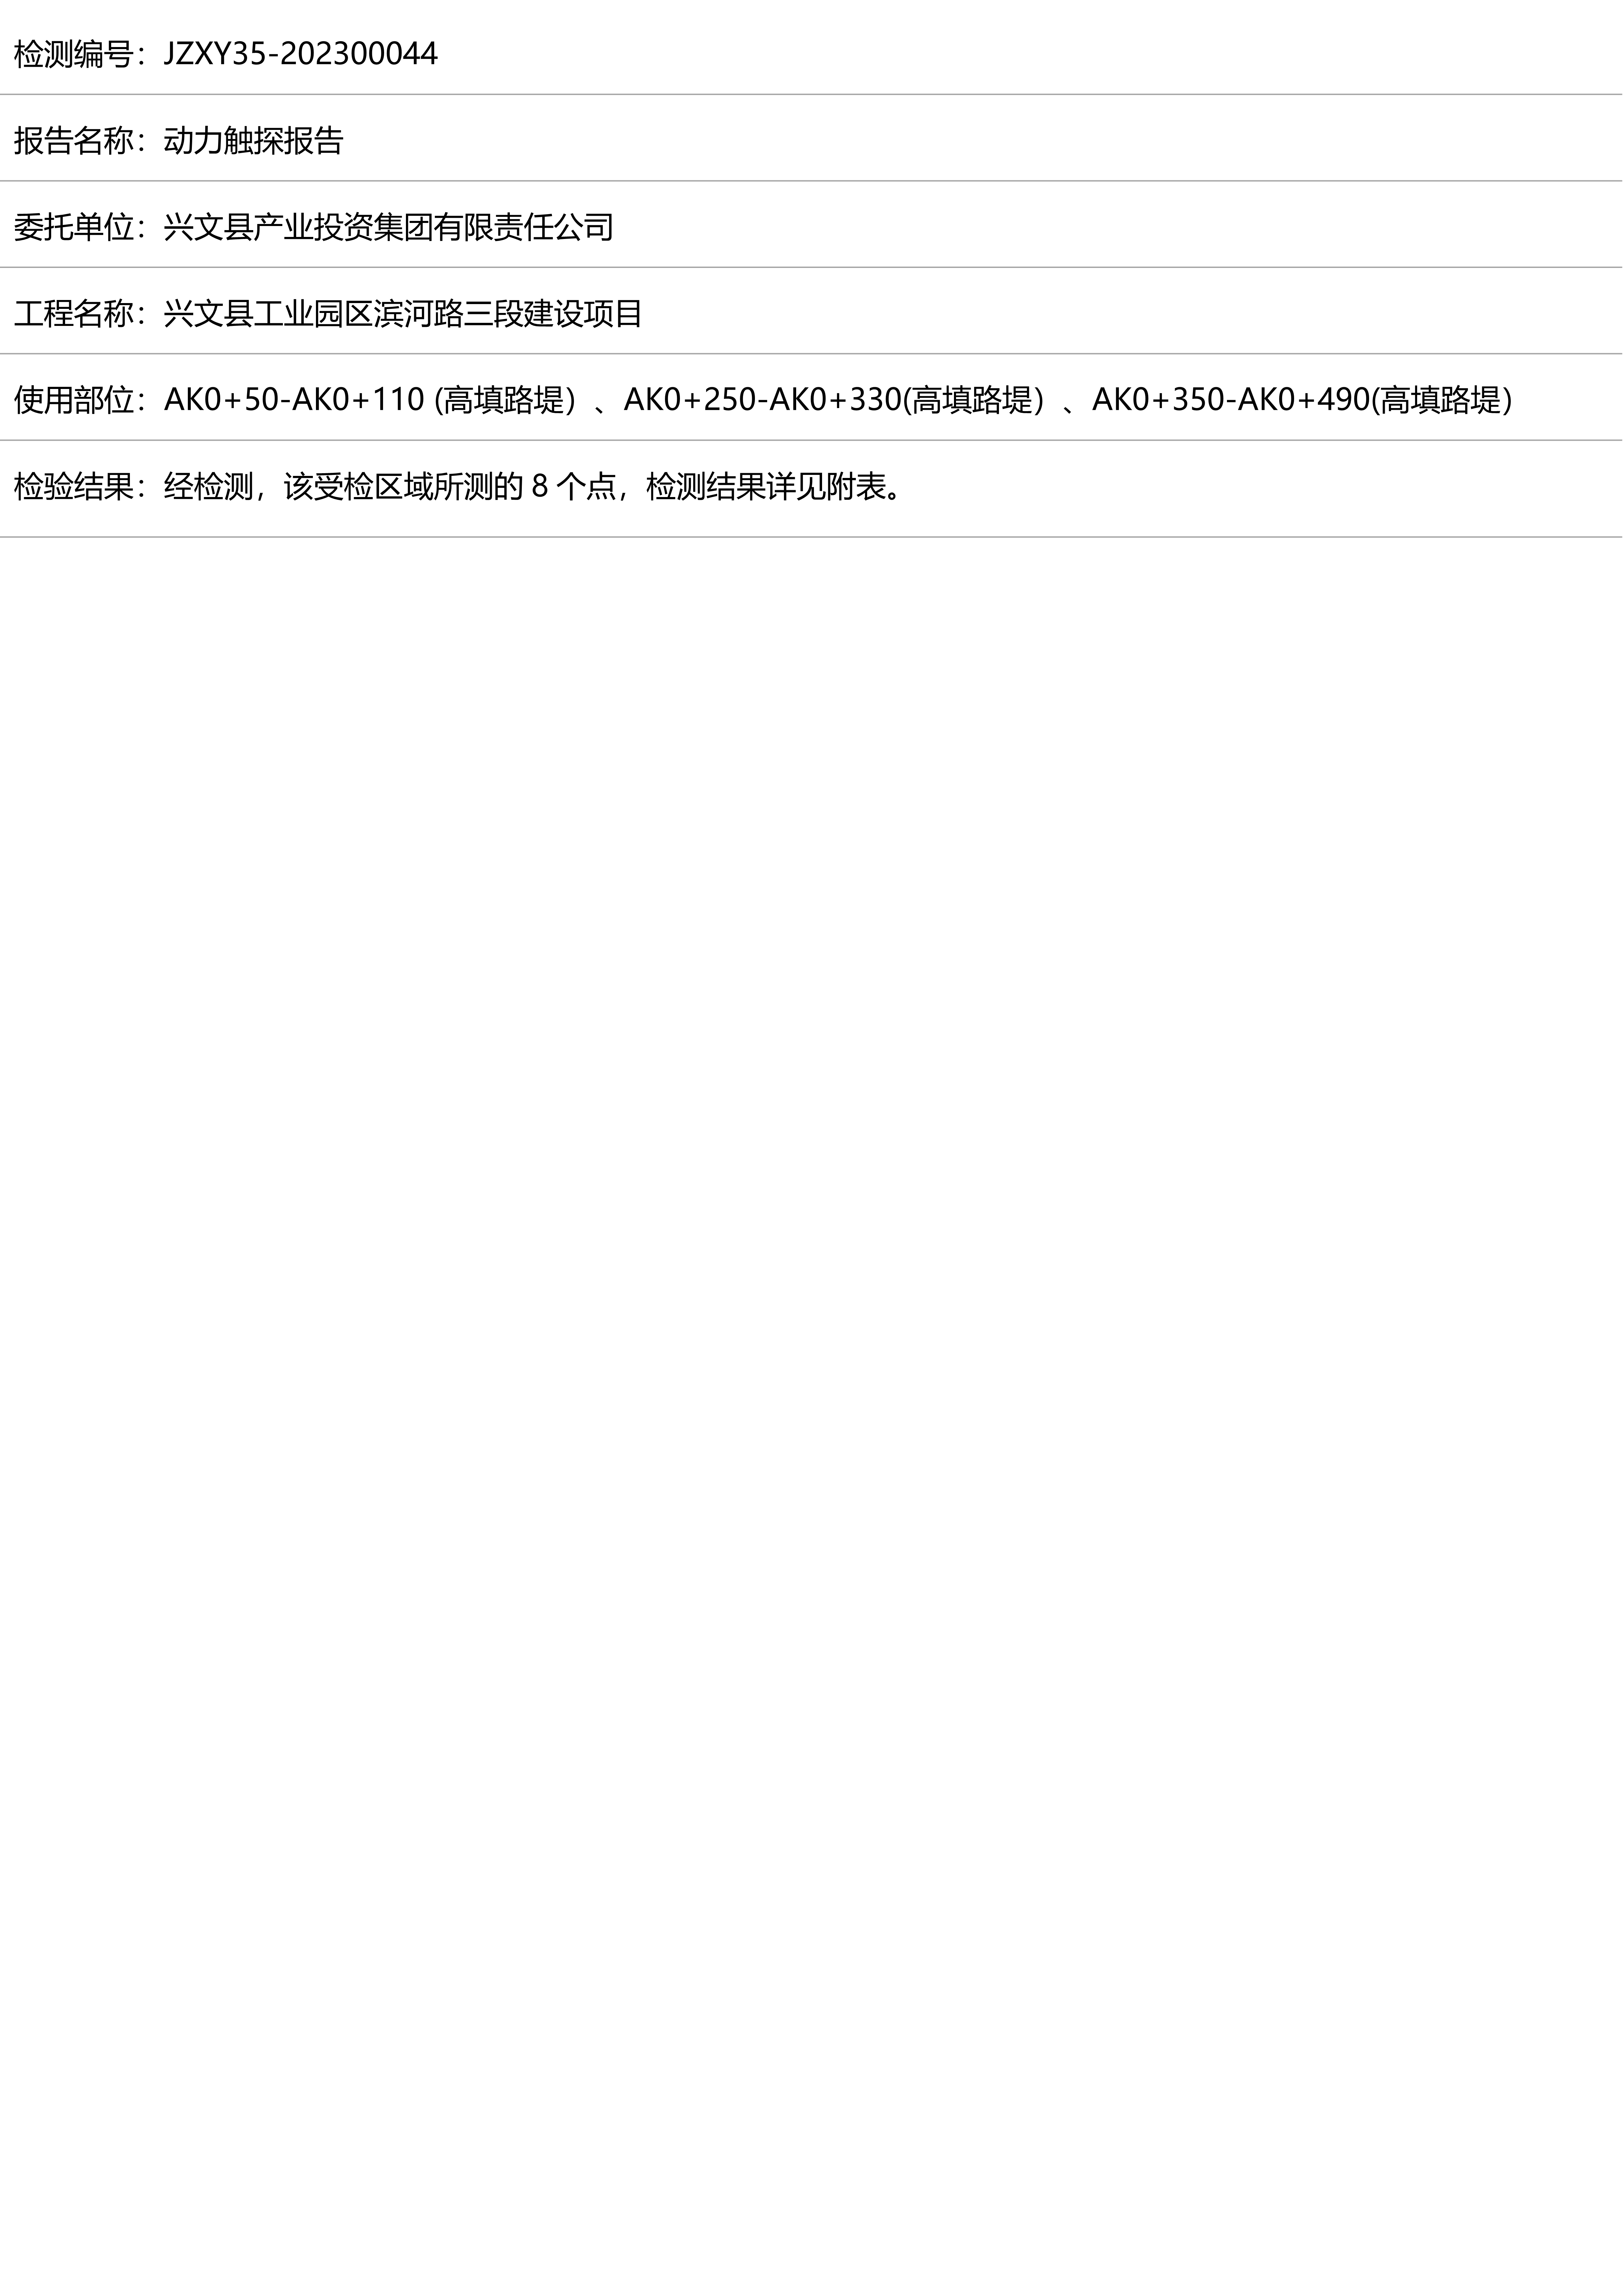 检测编号：JZXY35-202300044
报告名称：动力触探报告
委托单位：兴文县产业投资集团有限责任公司
工程名称：兴文县工业园区滨河路三段建设项目
使用部位：AK0+50-AK0+110 (高填路堤）、AK0+250-AK0+330(高填路堤）、AK0+350-AK0+490(高填路堤）
检验结果：经检测，该受检区域所测的 8 个点，检测结果详见附表。